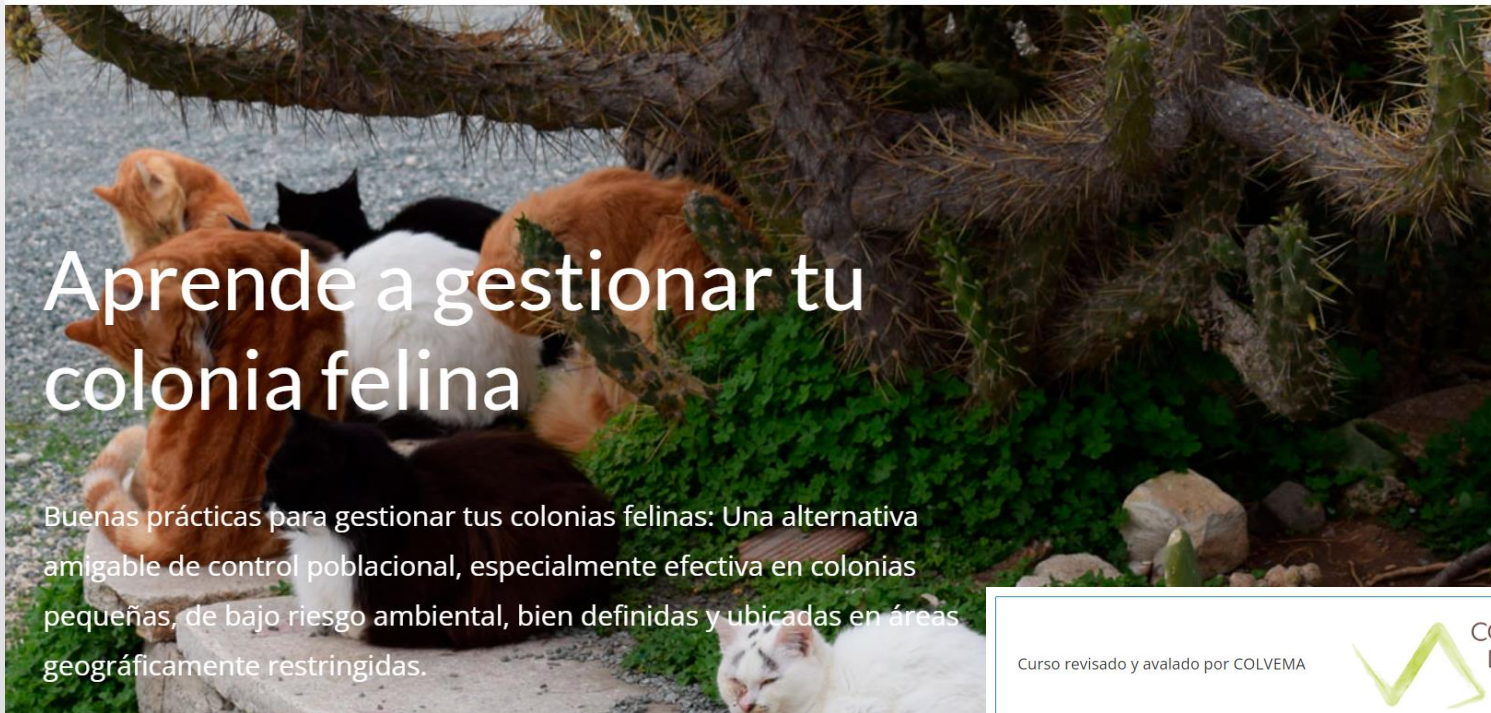 Aprende a gestionar tu
colonia felina
Buenas prácticas para gestionar tus colonias felinas: Una alternativa
amigable de control poblacional, especialmente efectiva en colonias
pequeñas, de bajo riesgo ambiental, bien definidas y ubicadas en áreas
geográficamente restringidas.
Curso revisado y avalado por COLVEMA